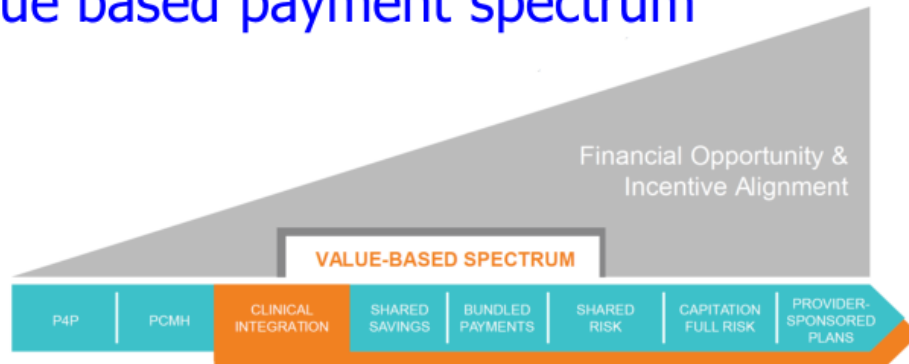 ue based payment spectrum
Financial Opportunity &
Incentive Alignment
VALUE-BASED SPECTRUM
P4P
PCMH
CLINICAL
INTEGRATION
SHARED
SAVINGS
BUNDLED
PAYMENTS
SHARED
RISK
CAPITATION
FULL RISK
PROVIDER-
SPONSORED
PLANS